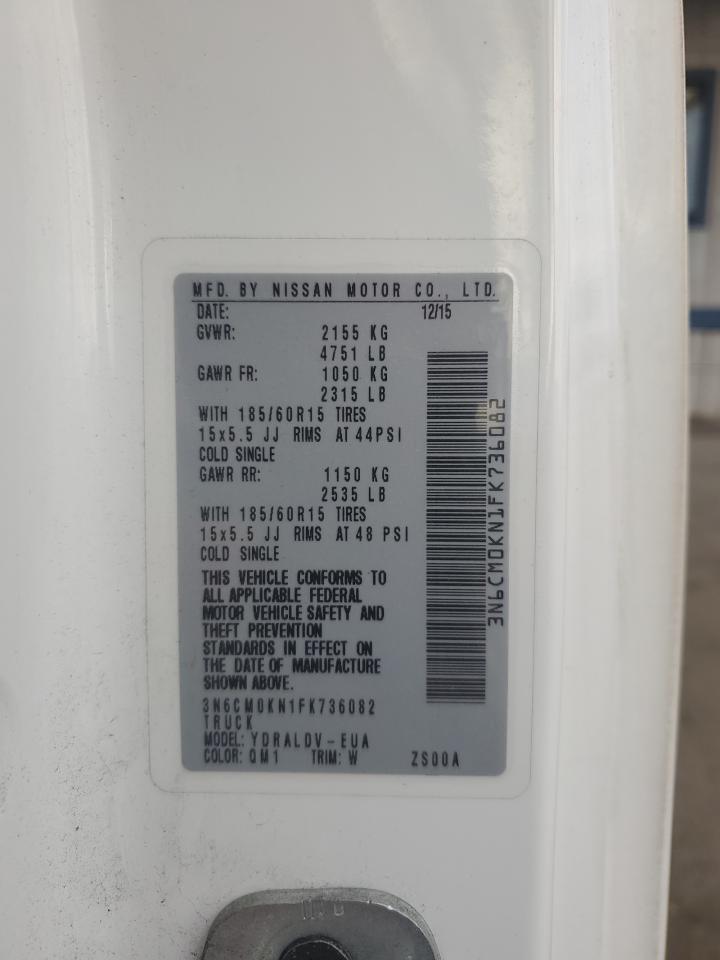 MFD. BY NISSAN MOTOR CO., LTD.
DATE: 12/15
GVWR: 2155 KG
4751 LB
GAWR FR: 1050 KG
2315 LB
WITH 185/60R15 TIRES
15x5.5 JJ RIMS AT 44PSI
COLD SINGLE
GAWR RR: 1150 KG
2535 LB
WITH 185/60R15 TIRES
15x5.5 JJ RIMS AT 48 PSI
COLD SINGLE
THIS VEHICLE CONFORMS TO
ALL APPLICABLE FEDERAL
MOTOR VEHICLE SAFETY AND
THEFT PREVENTION
STANDARDS IN EFFECT ON
THE DATE OF MANUFACTURE
SHOWN ABOVE.
3N6CM0KN1FK736082
TRUCK
MODEL: YDRALDV-EUA
COLOR: QM1 TRIM: W ZS00A
3N6CM0KN1FK736082